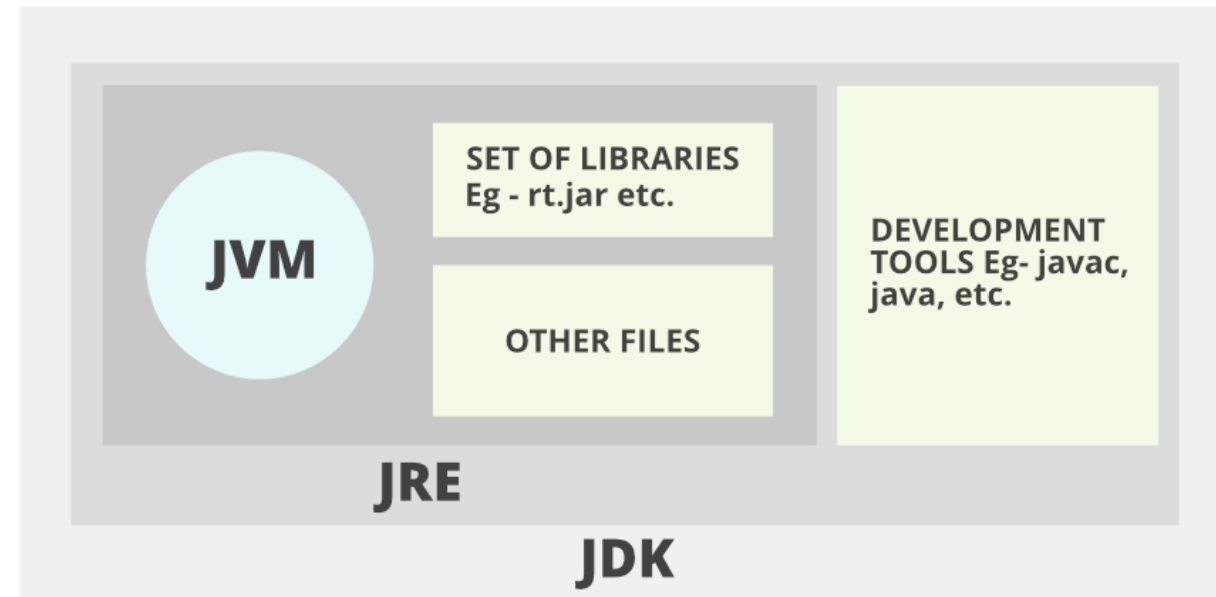 JVM
SET OF LIBRARIES
Eg - rt.jar etc.
OTHER FILES
DEVELOPMENT
TOOLS Eg- javac,
java, etc.
JRE
JDK